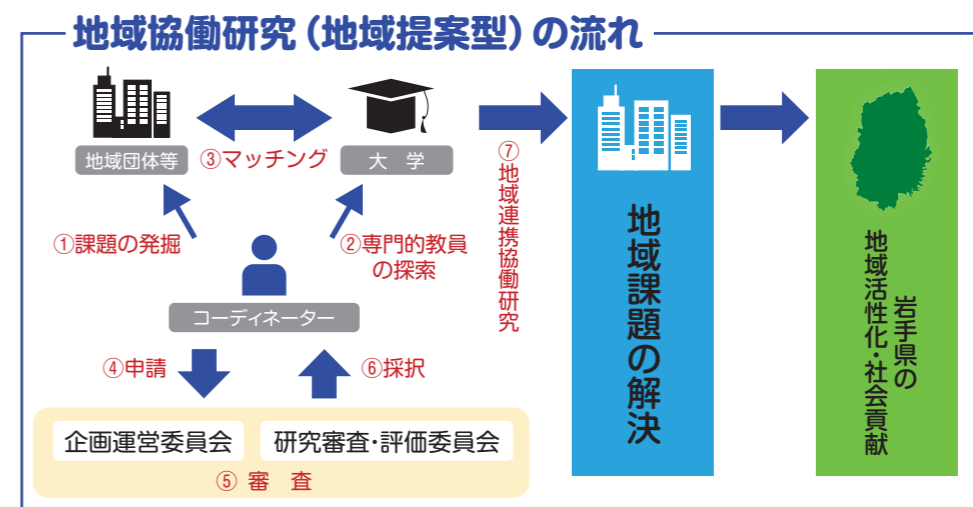 地域協働研究（地域提案型）の流れ
地域団体等
③マッチング
大　学
①課題の発掘
②専門的教員
の探索
コーディネーター
④申請
⑥採択
企画運営委員会
研究審査・評価委員会
⑤ 審　査
⑦地域連携協働研究
地域課題の解決
岩手県の
地域活性化・社会貢献